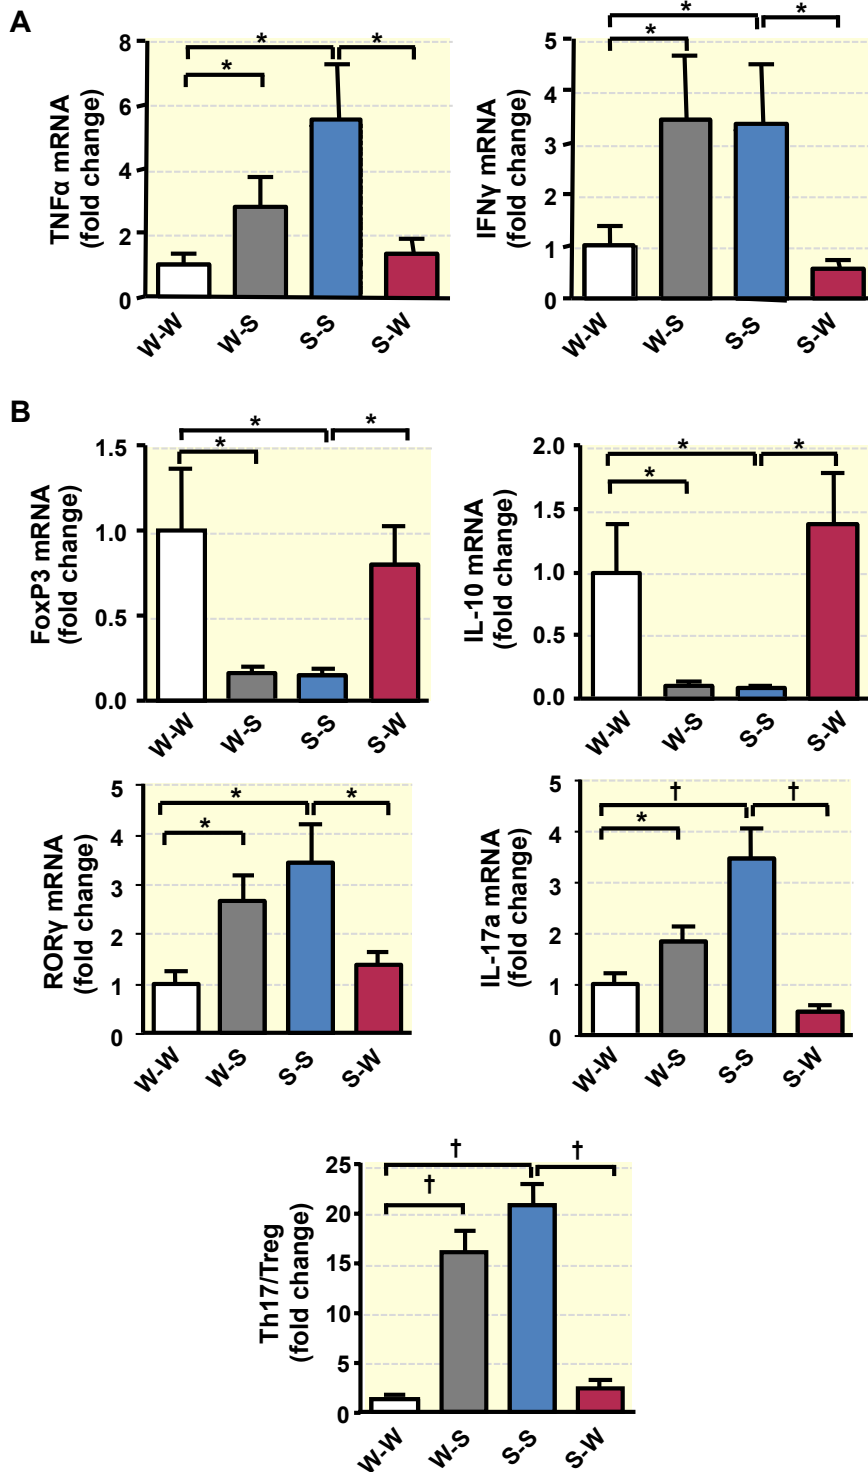 A
TNFα mRNA
(fold change)
8
6
4
2
0
* * *
W-W W-S S-S S-W
IFNγ mRNA
(fold change)
5
4
3
2
1
0
* * *
W-W W-S S-S S-W
B
FoxP3 mRNA
(fold change)
1.5
1.0
0.5
0.0
* * *
W-W W-S S-S S-W
IL-10 mRNA
(fold change)
2.0
1.5
1.0
0.5
0.0
* * *
W-W W-S S-S S-W
RORγ mRNA
(fold change)
5
4
3
2
1
0
* * *
W-W W-S S-S S-W
IL-17a mRNA
(fold change)
5
4
3
2
1
0
* † †
W-W W-S S-S S-W
Th17/Treg
(fold change)
25
20
15
10
5
0
† † †
W-W W-S S-S S-W